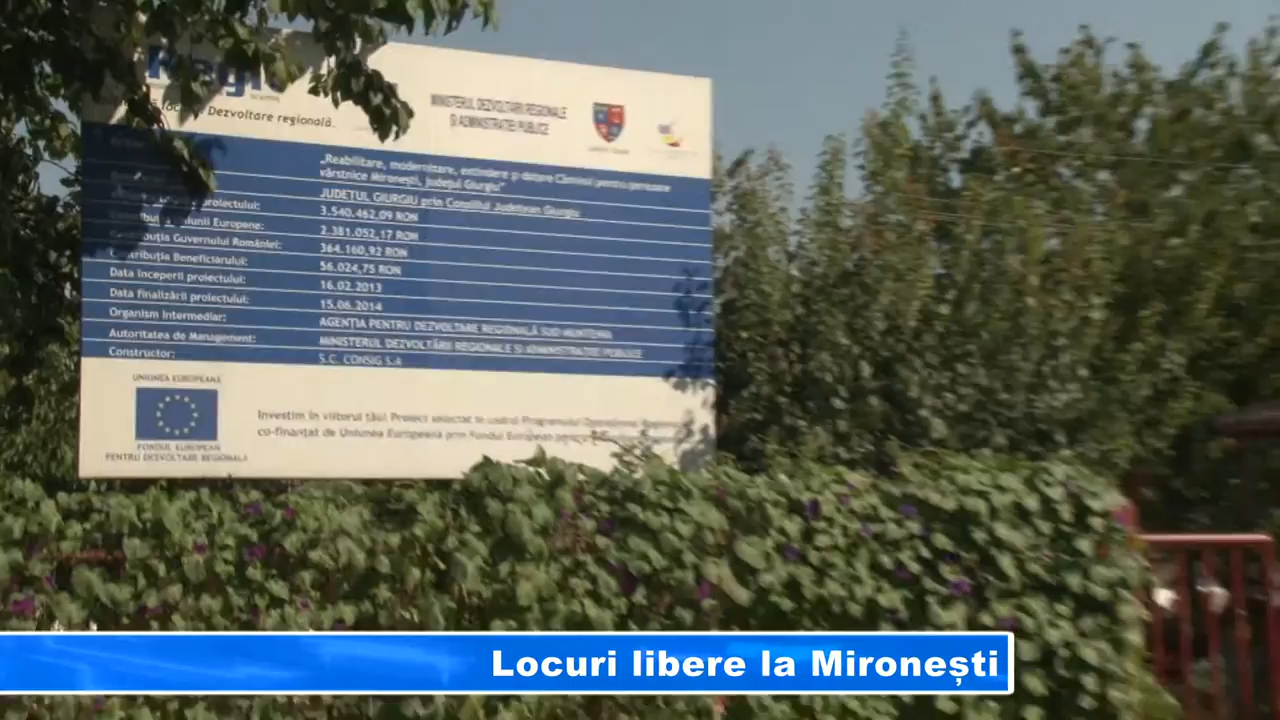 Regio
Dezvoltare regională.
MINISTERUL DEZVOLTĂRII REGIONALE
ȘI ADMINISTRAȚIEI PUBLICE
„Reabilitare, modernizare, extindere și dotare Căminul pentru persoane
vârstnice Mironești, județul Giurgiu”
JUDEȚUL GIURGIU prin Consiliul Județean Giurgiu
proiectului: 3.540.462,09 RON
Uniunii Europene: 2.381.052,17 RON
Contribuția Guvernului României: 364.160,92 RON
Contribuția Beneficiarului: 56.024,75 RON
Data începerii proiectului: 16.02.2013
Data finalizării proiectului: 15.06.2014
Organism Intermediar: AGENȚIA PENTRU DEZVOLTARE REGIONALĂ SUD MUNTENIA
Autoritatea de Management: MINISTERUL DEZVOLTĂRII REGIONALE ȘI ADMINISTRAȚIEI PUBLICE
Constructor: S.C. CONSIG S.A
UNIUNEA EUROPEANĂ
FONDUL EUROPEAN
PENTRU DEZVOLTARE REGIONALĂ
Investim în viitorul tău! Proiect selectat în cadrul Programului Operațional Regional
co-finanțat de Uniunea Europeană prin Fondul European
Locuri libere la Mironești